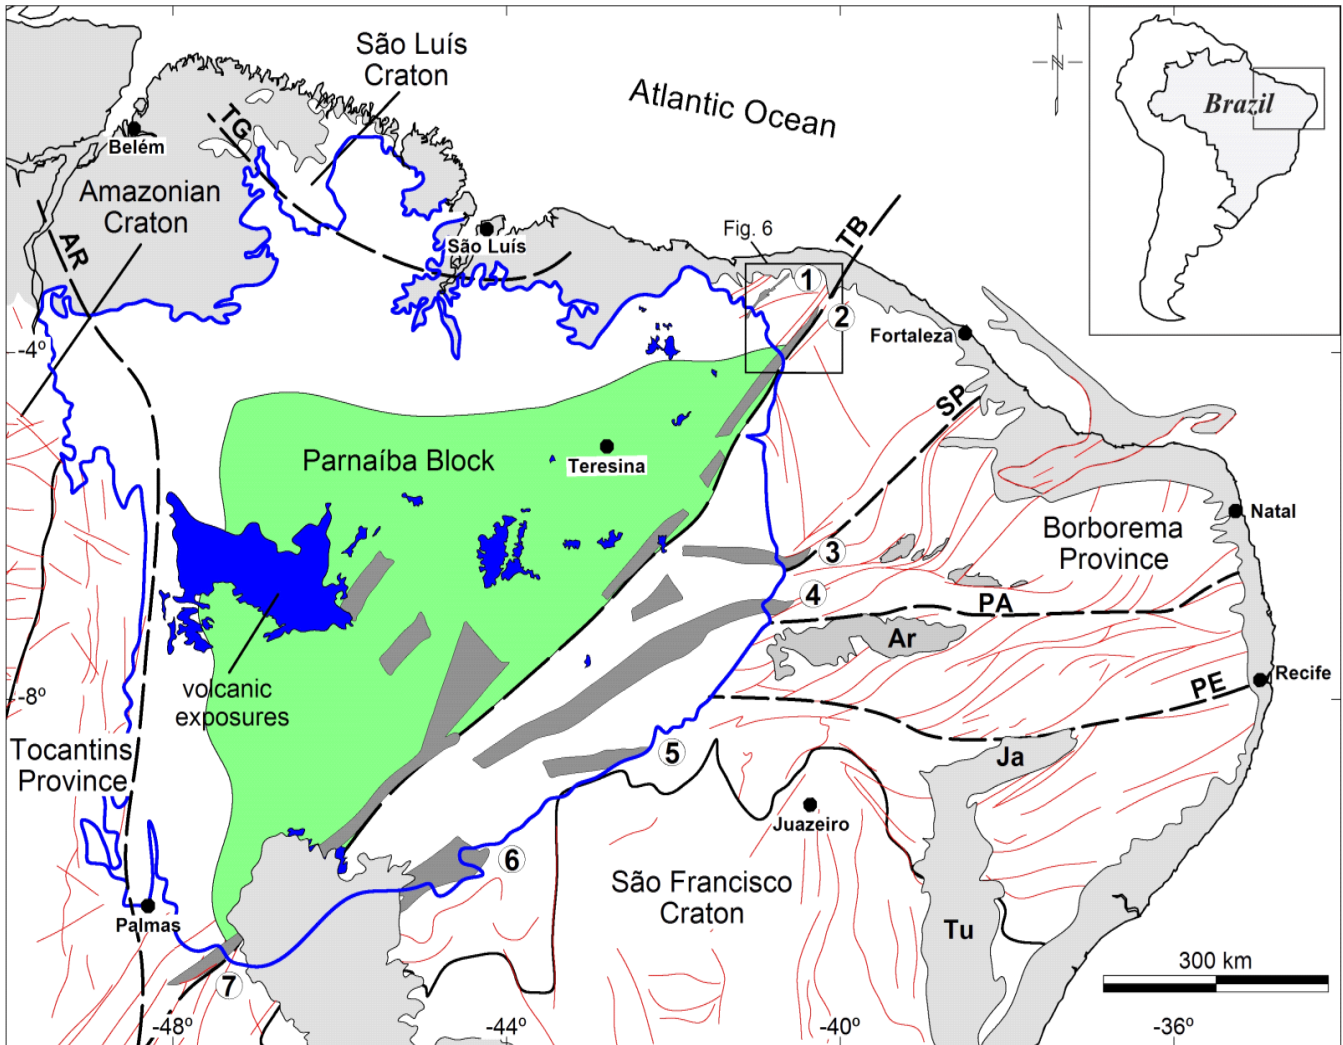 São Luís
Craton
Atlantic Ocean
N
Brazil
TG
Belém
Amazonian
Craton
AR
São Luís
Fig. 6
TB
1
2
Fortaleza
-4º
SP
Parnaíba Block
Teresina
Borborema
Province
Natal
3
4
PA
Ar
volcanic
exposures
-8º
PE
Recife
Tocantins
Province
5
Ja
Juazeiro
6
São Francisco
Craton
Palmas
Tu
7
300 km
-48º
-44º
-40º
-36º